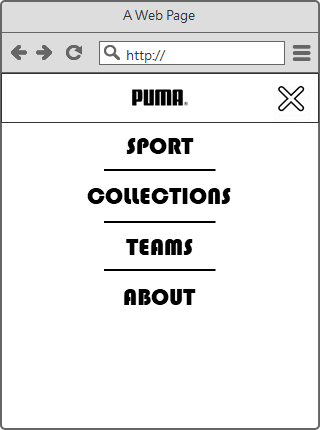 A Web Page
http://
PUMA®
SPORT
COLLECTIONS
TEAMS
ABOUT